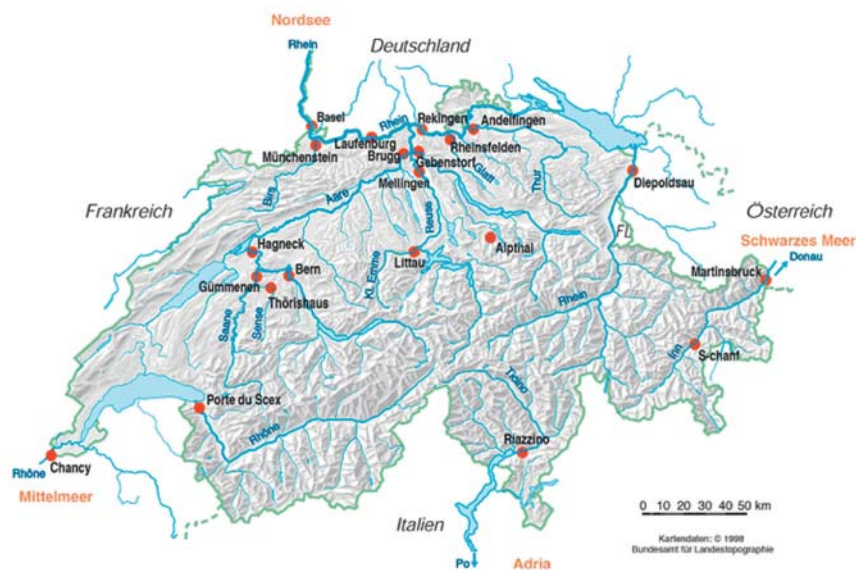 Nordsee
Rhein
Deutschland
Basel
Rhein
Rekingen
Andelfingen
Laufenburg
Rheinsfelden
Münchenstein
Brugg
Gebenstorf
Glatt
Mellingen
Thur
Diepoldsau
Birs
Aare
Reuss
Frankreich
Österreich
FL
Schwarzes Meer
Donau
Hagneck
Alpthal
Littau
Kl. Emme
Bern
Martinsbruck
Gümmenen
Thörishaus
Rhein
Saane
Sense
Inn
S-chanf
Ticino
Porte du Scex
Rhône
Riazzino
Rhône
Chancy
Mittelmeer
0 10 20 30 40 50 km
Italien
Kartendaten: © 1998
Bundesamt für Landestopographie
Po
Adria